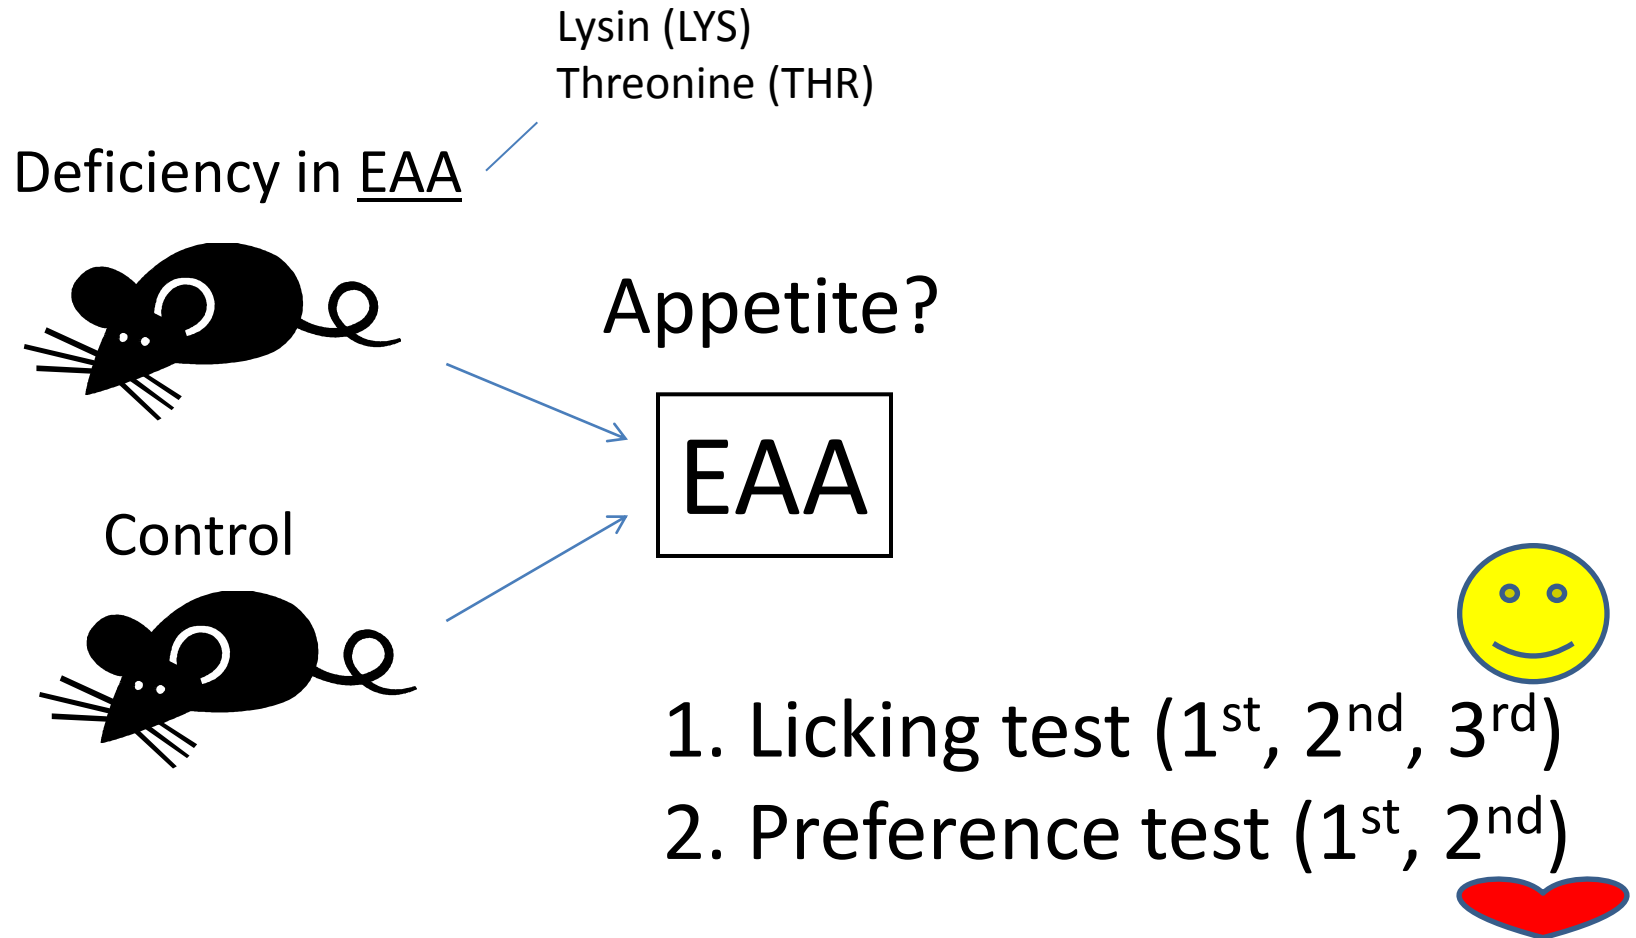 Lysin (LYS)
Threonine (THR)
Deficiency in EAA
Appetite?
EAA
Control
1. Licking test (1st, 2nd, 3rd)
2. Preference test (1st, 2nd)